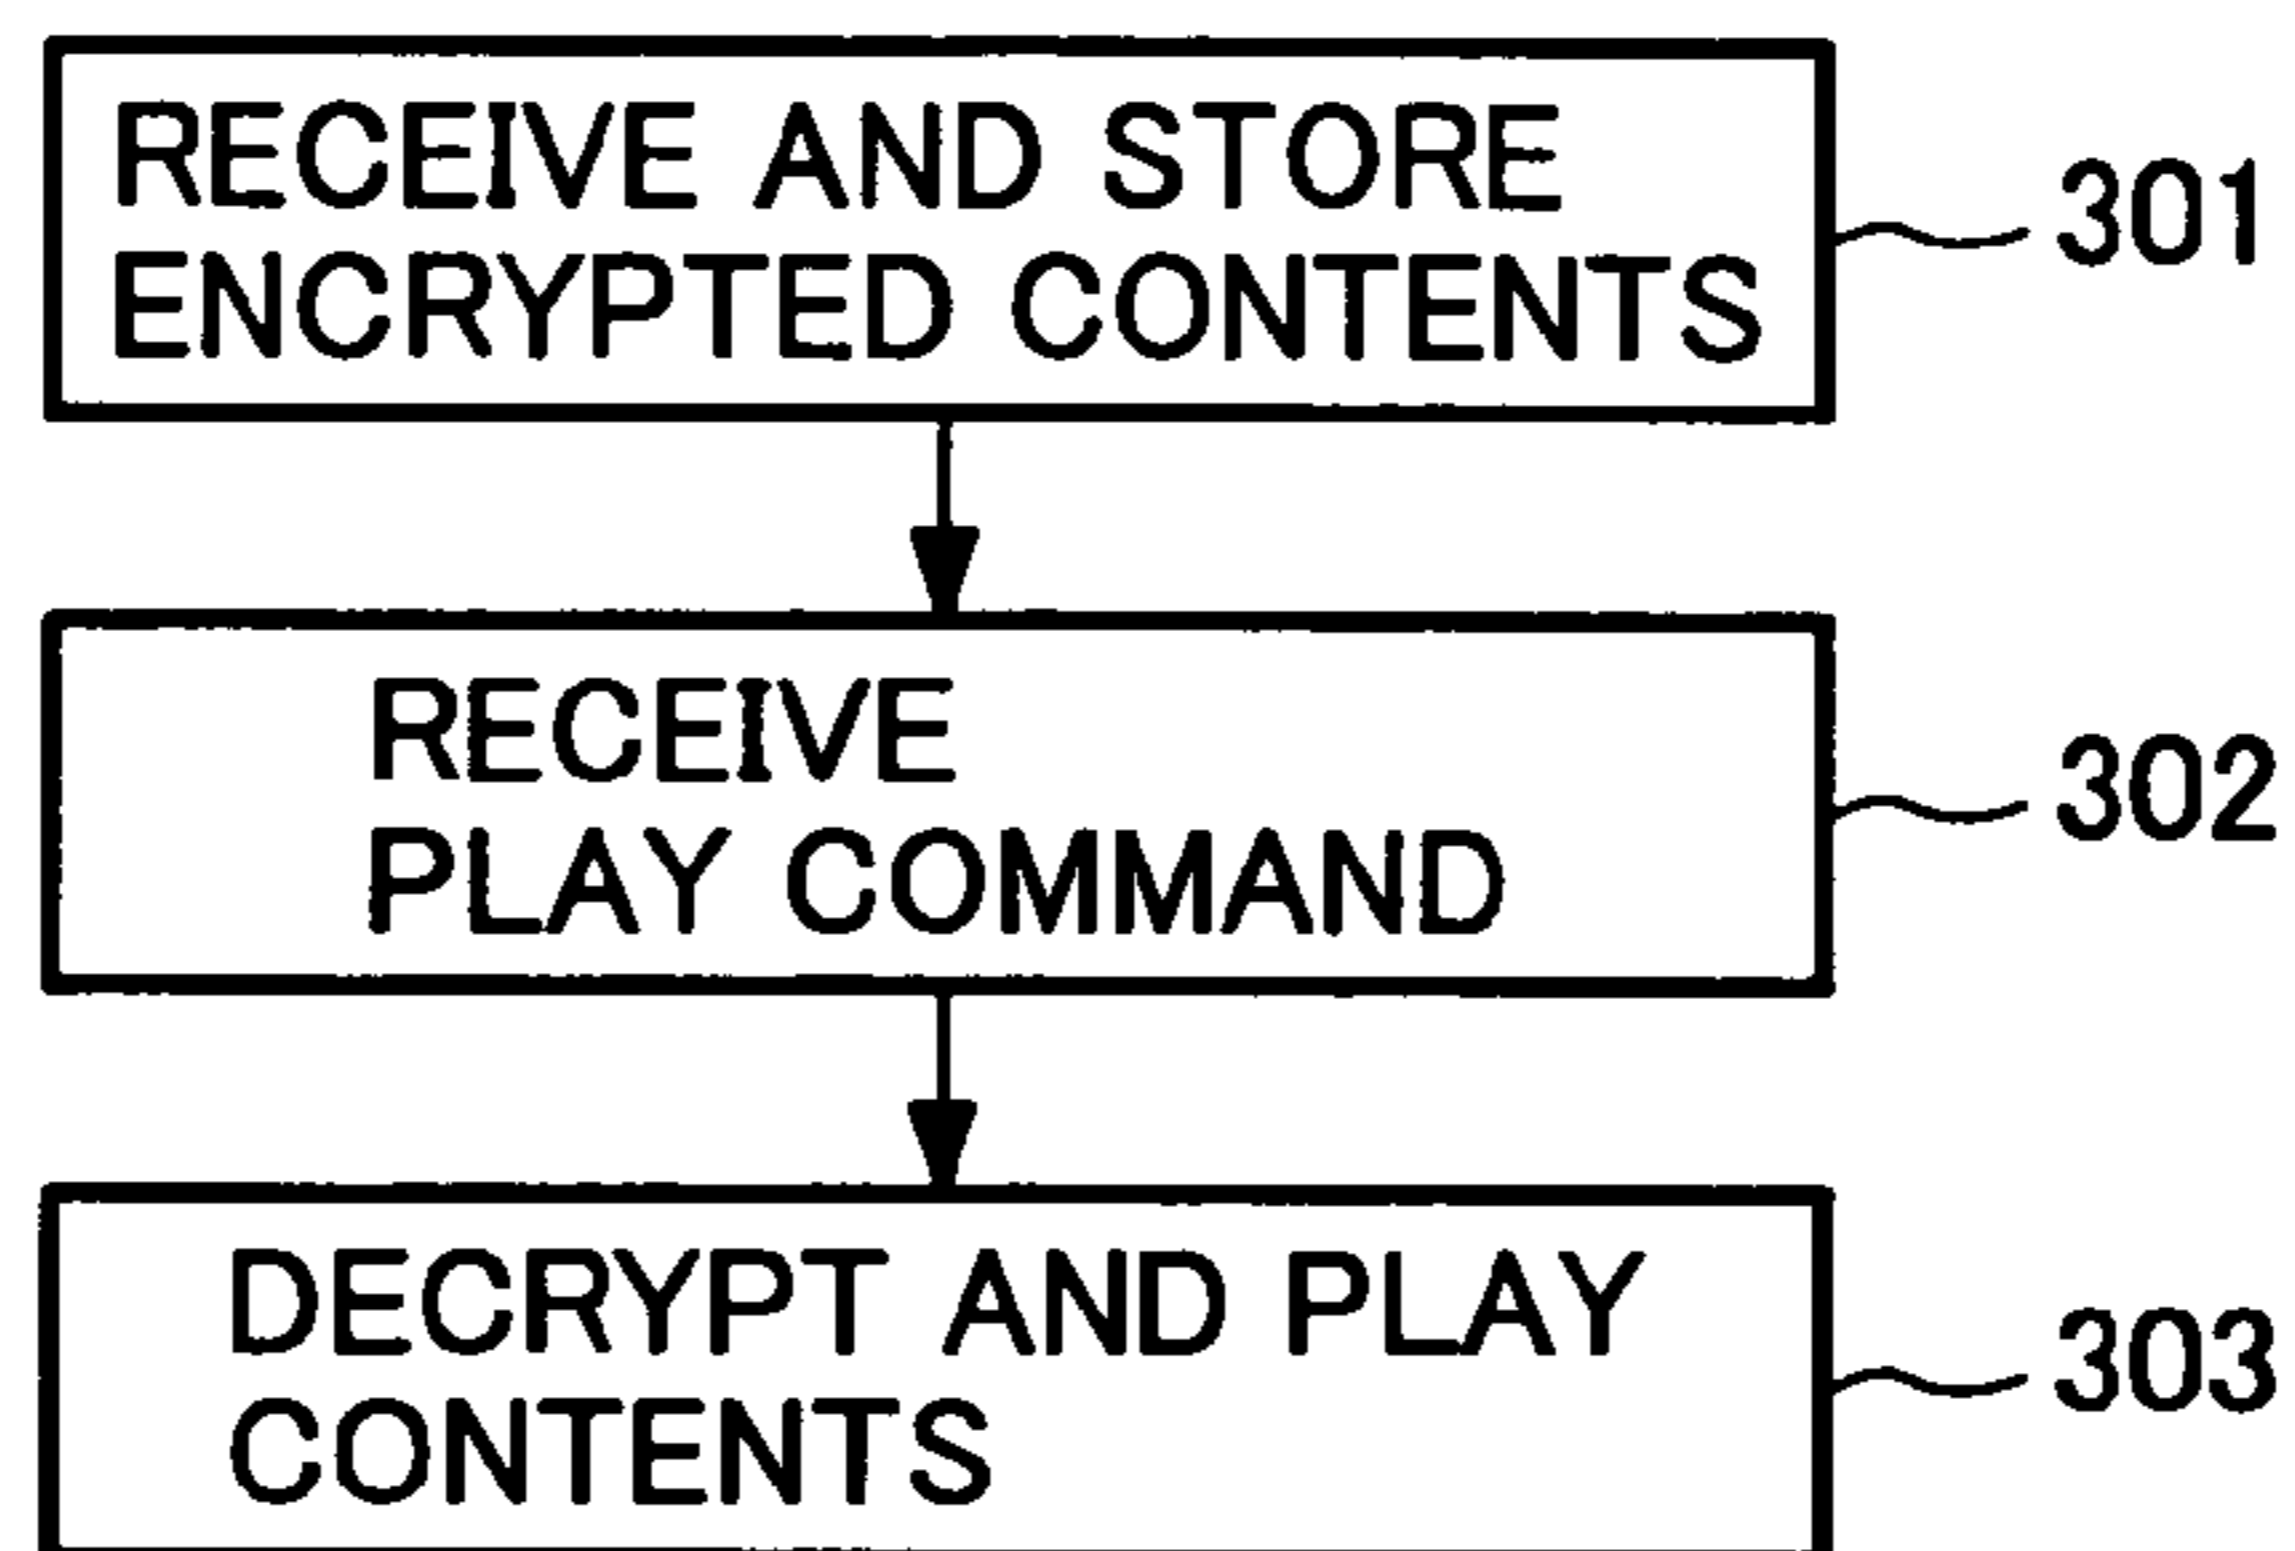 RECEIVE AND STORE
ENCRYPTED CONTENTS
301
RECEIVE
PLAY COMMAND
302
DECRYPT AND PLAY
CONTENTS
303